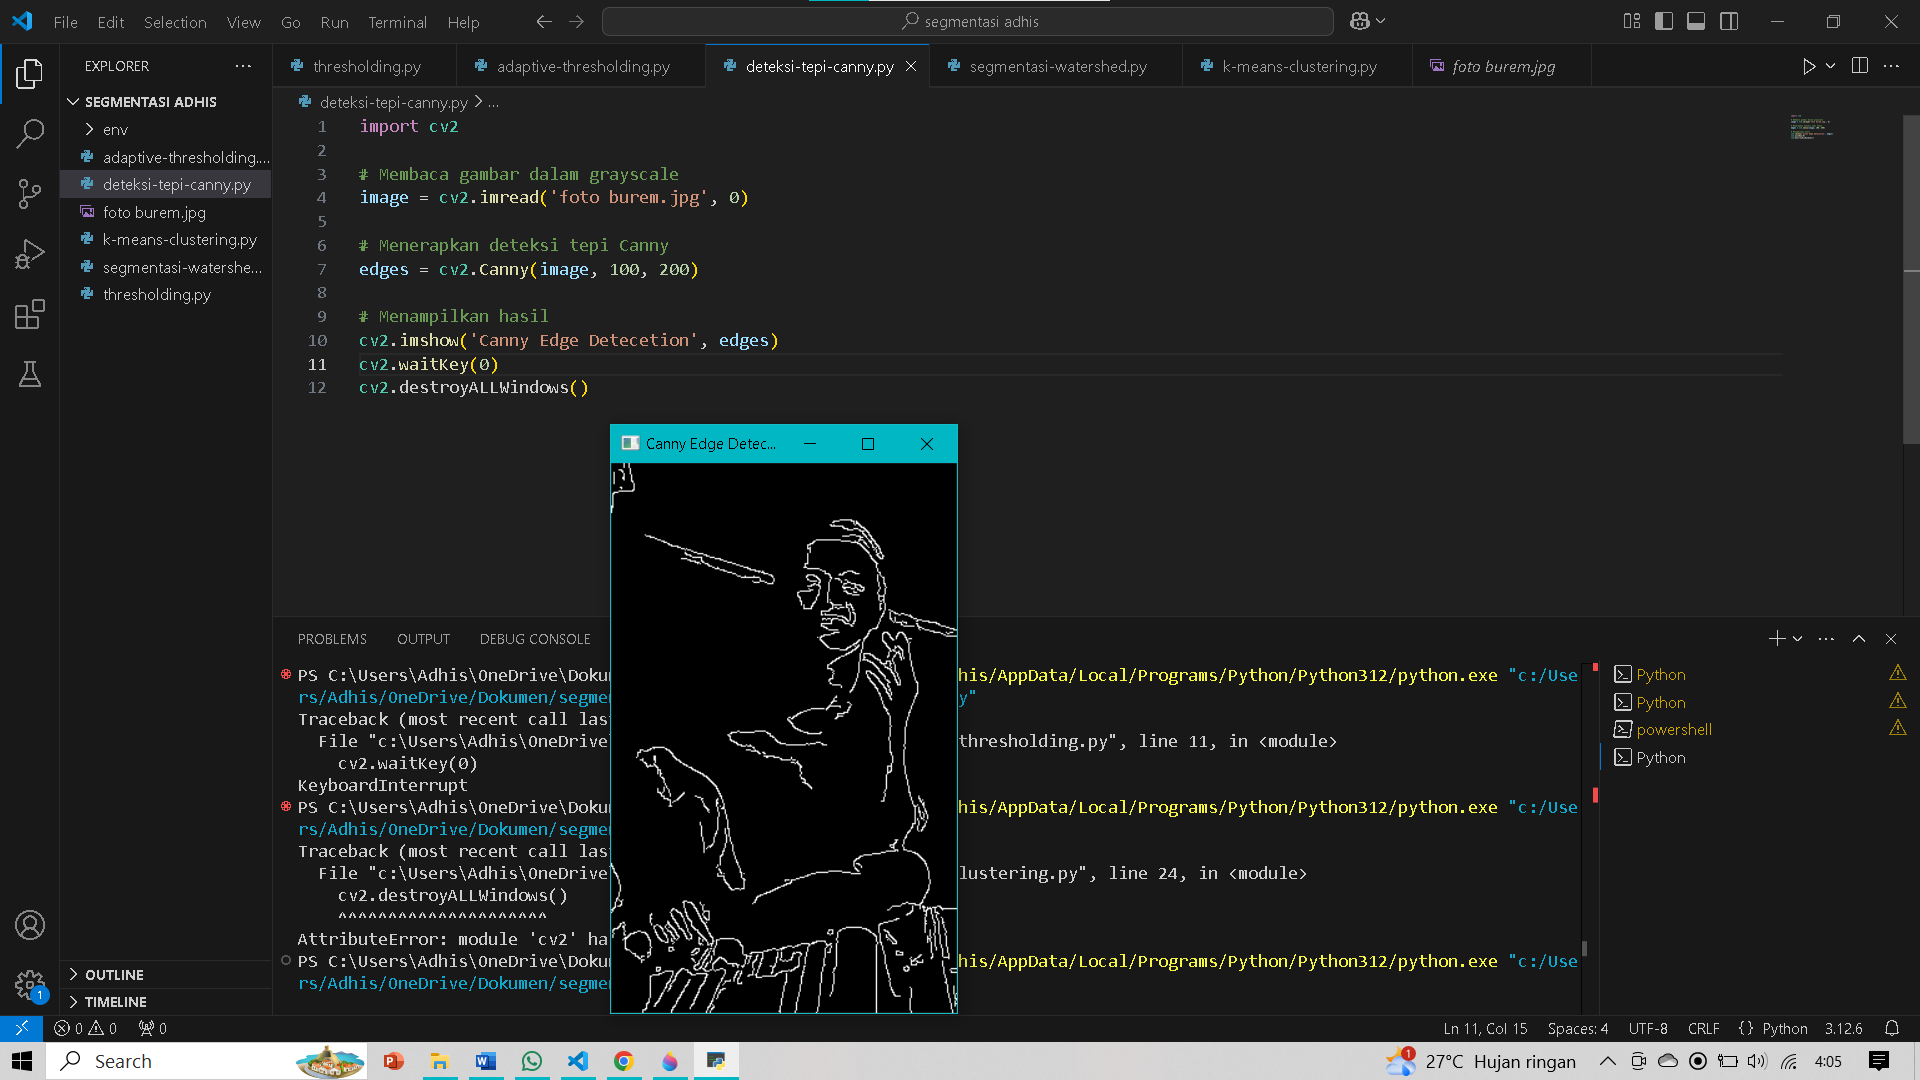 File Edit Selection View Go Run Terminal Help
segmentasi adhis
EXPLORER
SEGMENTASI ADHIS
env
adaptive-thresholding....
deteksi-tepi-canny.py
foto burem.jpg
k-means-clustering.py
segmentasi-watershe...
thresholding.py
OUTLINE
TIMELINE
thresholding.py
adaptive-thresholding.py
deteksi-tepi-canny.py
segmentasi-watershed.py
k-means-clustering.py
foto burem.jpg
deteksi-tepi-canny.py > ...
1 import cv2
2
3 # Membaca gambar dalam grayscale
4 image = cv2.imread('foto burem.jpg', 0)
5
6 # Menerapkan deteksi tepi Canny
7 edges = cv2.Canny(image, 100, 200)
8
9 # Menampilkan hasil
10 cv2.imshow('Canny Edge Detecetion', edges)
11 cv2.waitKey(0)
12 cv2.destroyALLWindows()
Canny Edge Detec...
PROBLEMS OUTPUT DEBUG CONSOLE
PS C:\Users\Adhis\OneDrive\Doku his/AppData/Local/Programs/Python/Python312/python.exe "c:/Use
rs/Adhis/OneDrive/Dokumen/segme y"
Traceback (most recent call las
File "c:\Users\Adhis\OneDrive thresholding.py", line 11, in <module>
cv2.waitKey(0)
KeyboardInterrupt
PS C:\Users\Adhis\OneDrive\Doku his/AppData/Local/Programs/Python/Python312/python.exe "c:/Use
rs/Adhis/OneDrive/Dokumen/segme
Traceback (most recent call las
File "c:\Users\Adhis\OneDrive lustering.py", line 24, in <module>
cv2.destroyALLWindows()
^^^^^^^^^^^^^^^^^^^^^
AttributeError: module 'cv2' ha
PS C:\Users\Adhis\OneDrive\Doku his/AppData/Local/Programs/Python/Python312/python.exe "c:/Use
rs/Adhis/OneDrive/Dokumen/segme
Python
Python
powershell
Python
1
0 0 0
Ln 11, Col 15 Spaces: 4 UTF-8 CRLF {} Python 3.12.6
Search
1 27°C Hujan ringan 4:05